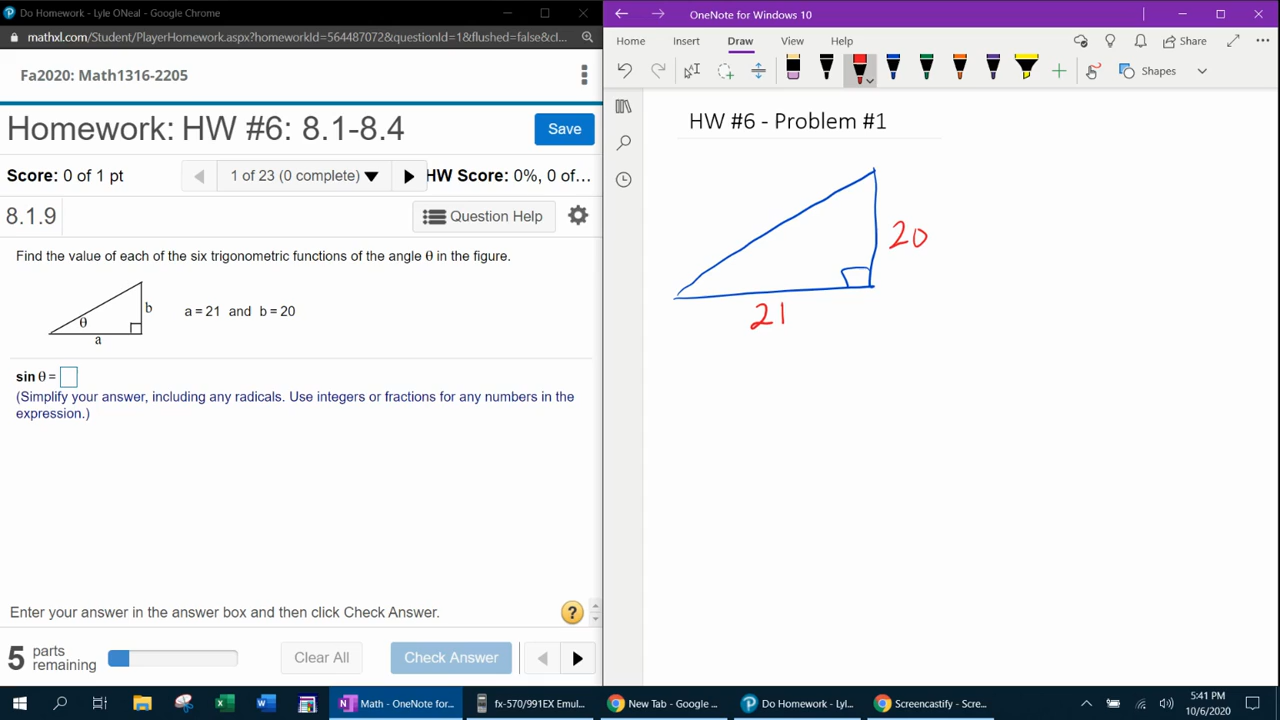 Do Homework - Lyle ONeal - Google Chrome
mathxl.com/Student/PlayerHomework.aspx?homeworkId=564487072&questionId=1&flushed=false&cl...
Fa2020: Math1316-2205
Homework: HW #6: 8.1-8.4
Save
Score: 0 of 1 pt
1 of 23 (0 complete)
HW Score: 0%, 0 of...
8.1.9
Question Help
Find the value of each of the six trigonometric functions of the angle θ in the figure.
θ
b
a
a = 21 and b = 20
sin θ =
(Simplify your answer, including any radicals. Use integers or fractions for any numbers in the
expression.)
Enter your answer in the answer box and then click Check Answer.
?
5 parts remaining
Clear All
Check Answer
OneNote for Windows 10
Home
Insert
Draw
View
Help
Share
Shapes
HW #6 - Problem #1
20
21
Math - OneNote for...
fx-570/991EX Emul...
New Tab - Google ...
Do Homework - Lyl...
Screencastify - Scre...
5:41 PM
10/6/2020